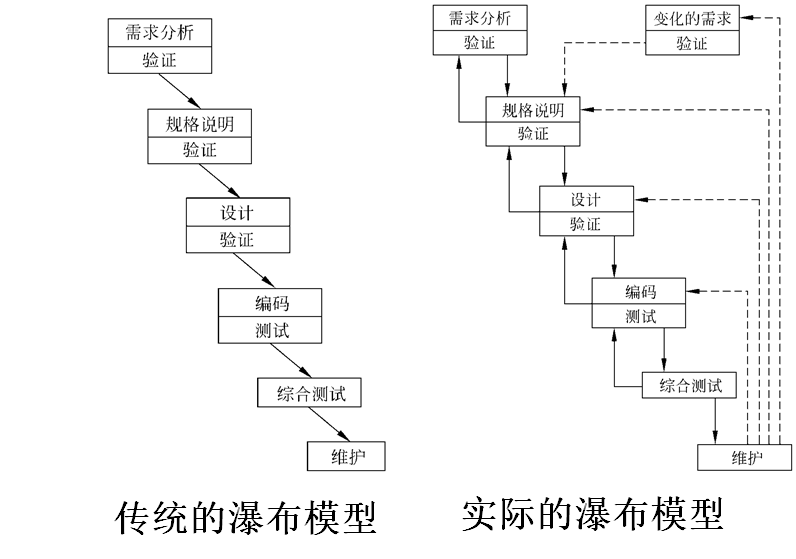 需求分析
验证
规格说明
验证
设计
验证
编码
测试
综合测试
维护
传统的瀑布模型
需求分析
验证
变化的需求
验证
规格说明
验证
设计
验证
编码
测试
综合测试
维护
实际的瀑布模型